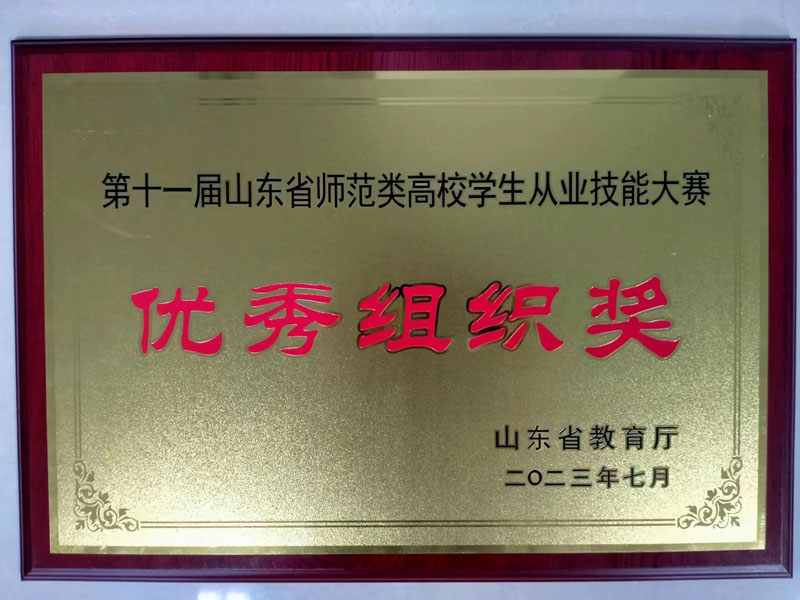 第十一届山东省师范类高校学生从业技能大赛
优秀组织奖
山东省教育厅
二〇二三年七月